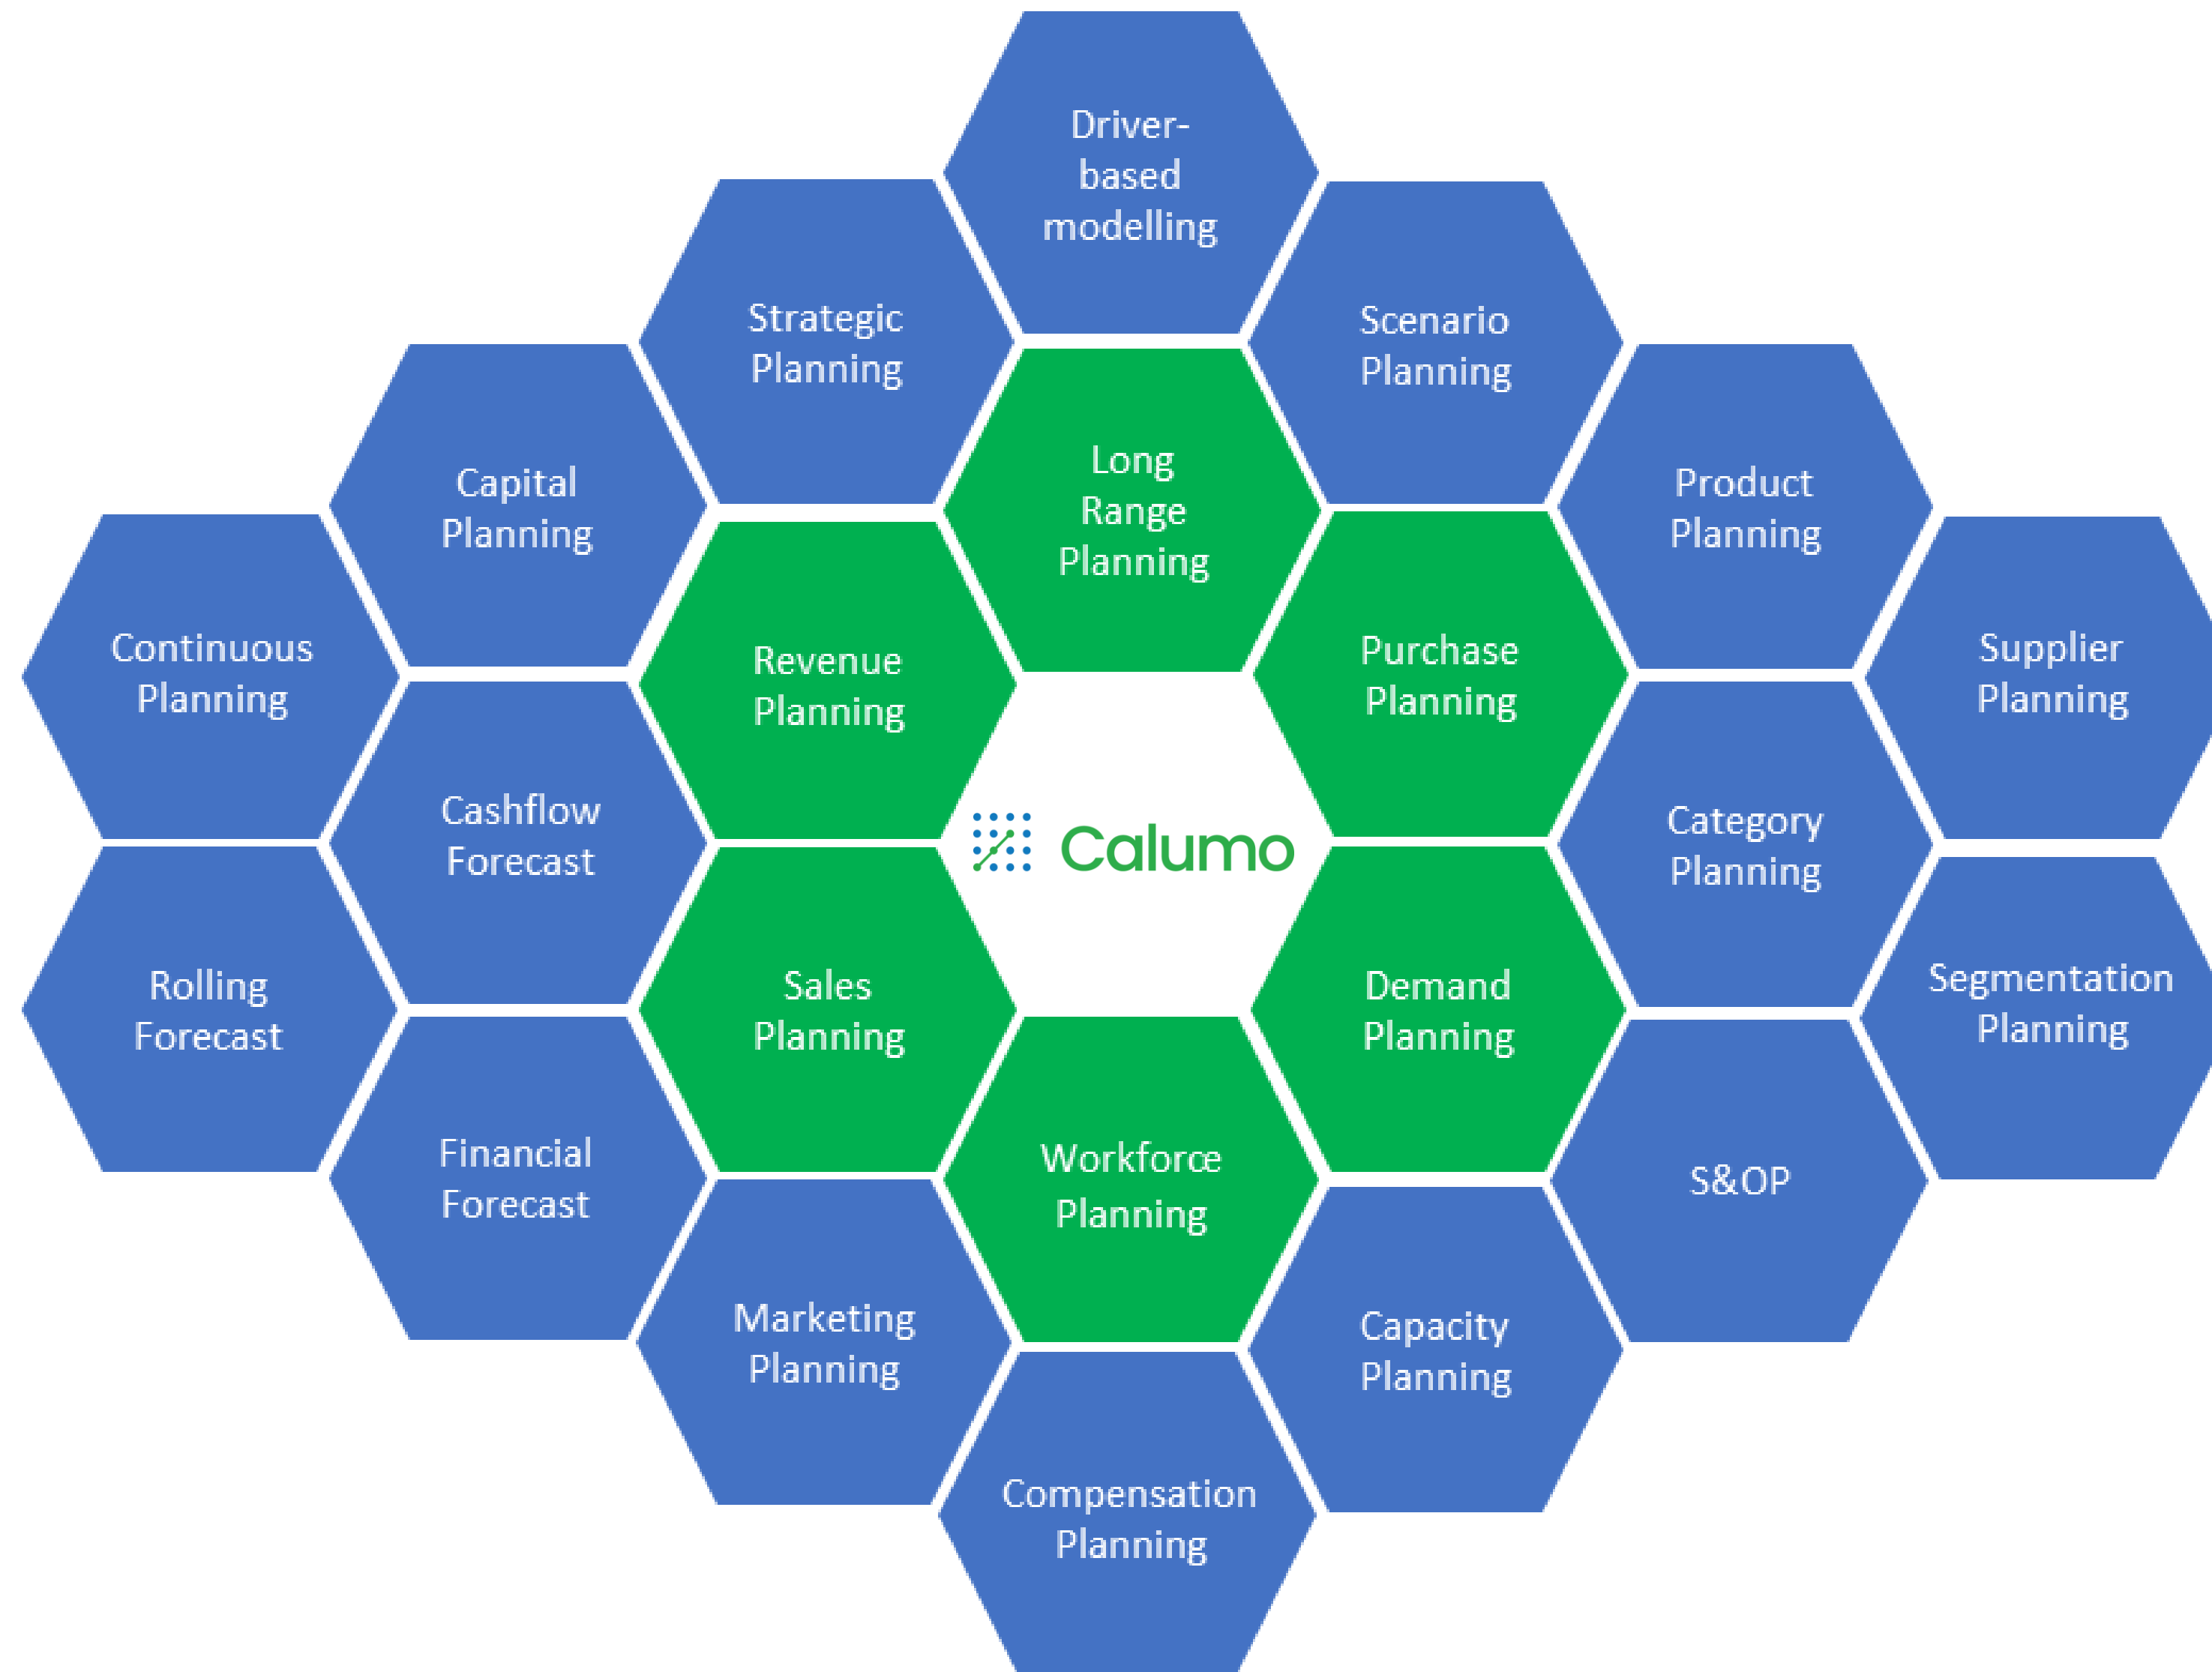 Driver-
based
modelling
Strategic
Planning
Scenario
Planning
Long
Range
Planning
Capital
Planning
Product
Planning
Continuous
Planning
Revenue
Planning
Purchase
Planning
Supplier
Planning
Cashflow
Forecast
Calumo
Category
Planning
Rolling
Forecast
Sales
Planning
Demand
Planning
Segmentation
Planning
Financial
Forecast
Workforce
Planning
S&OP
Marketing
Planning
Capacity
Planning
Compensation
Planning